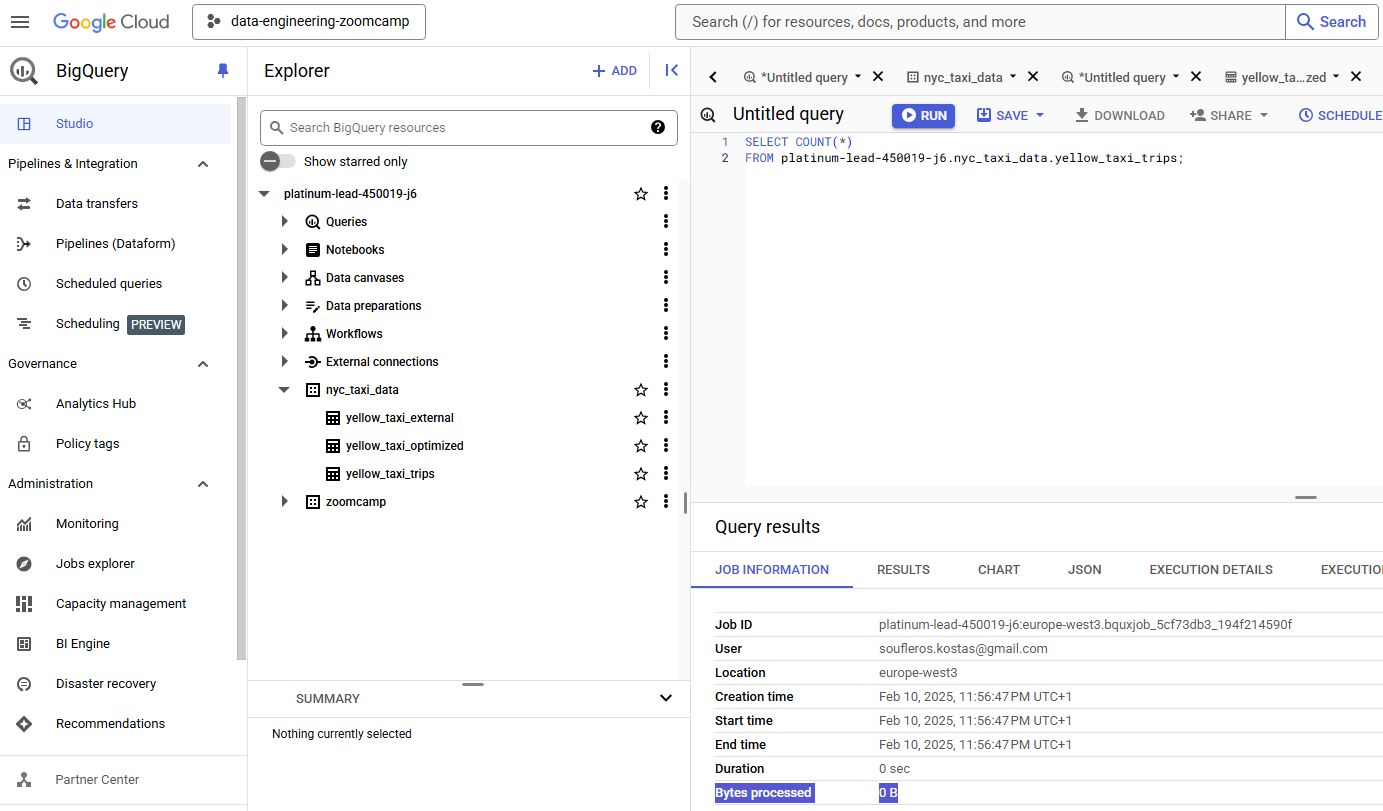 Google Cloud
data-engineering-zoomcamp
Search (/) for resources, docs, products, and more
Search
BigQuery
Studio
Pipelines & Integration
Data transfers
Pipelines (Dataform)
Scheduled queries
Scheduling PREVIEW
Governance
Analytics Hub
Policy tags
Administration
Monitoring
Jobs explorer
Capacity management
BI Engine
Disaster recovery
Recommendations
Partner Center
Explorer
+ ADD
Search BigQuery resources
Show starred only
platinum-lead-450019-j6
Queries
Notebooks
Data canvases
Data preparations
Workflows
External connections
nyc_taxi_data
yellow_taxi_external
yellow_taxi_optimized
yellow_taxi_trips
zoomcamp
SUMMARY
Nothing currently selected
*Untitled query nyc_taxi_data *Untitled query yellow_ta...zed
Untitled query RUN SAVE DOWNLOAD SHARE SCHEDULE
1 SELECT COUNT(*)
2 FROM platinum-lead-450019-j6.nyc_taxi_data.yellow_taxi_trips;
Query results
JOB INFORMATION RESULTS CHART JSON EXECUTION DETAILS EXECUTIO
Job ID platinum-lead-450019-j6:europe-west3.bquxjob_5cf73db3_194f214590f
User soufleros.kostas@gmail.com
Location europe-west3
Creation time Feb 10, 2025, 11:56:47 PM UTC+1
Start time Feb 10, 2025, 11:56:47 PM UTC+1
End time Feb 10, 2025, 11:56:47 PM UTC+1
Duration 0 sec
Bytes processed 0 B